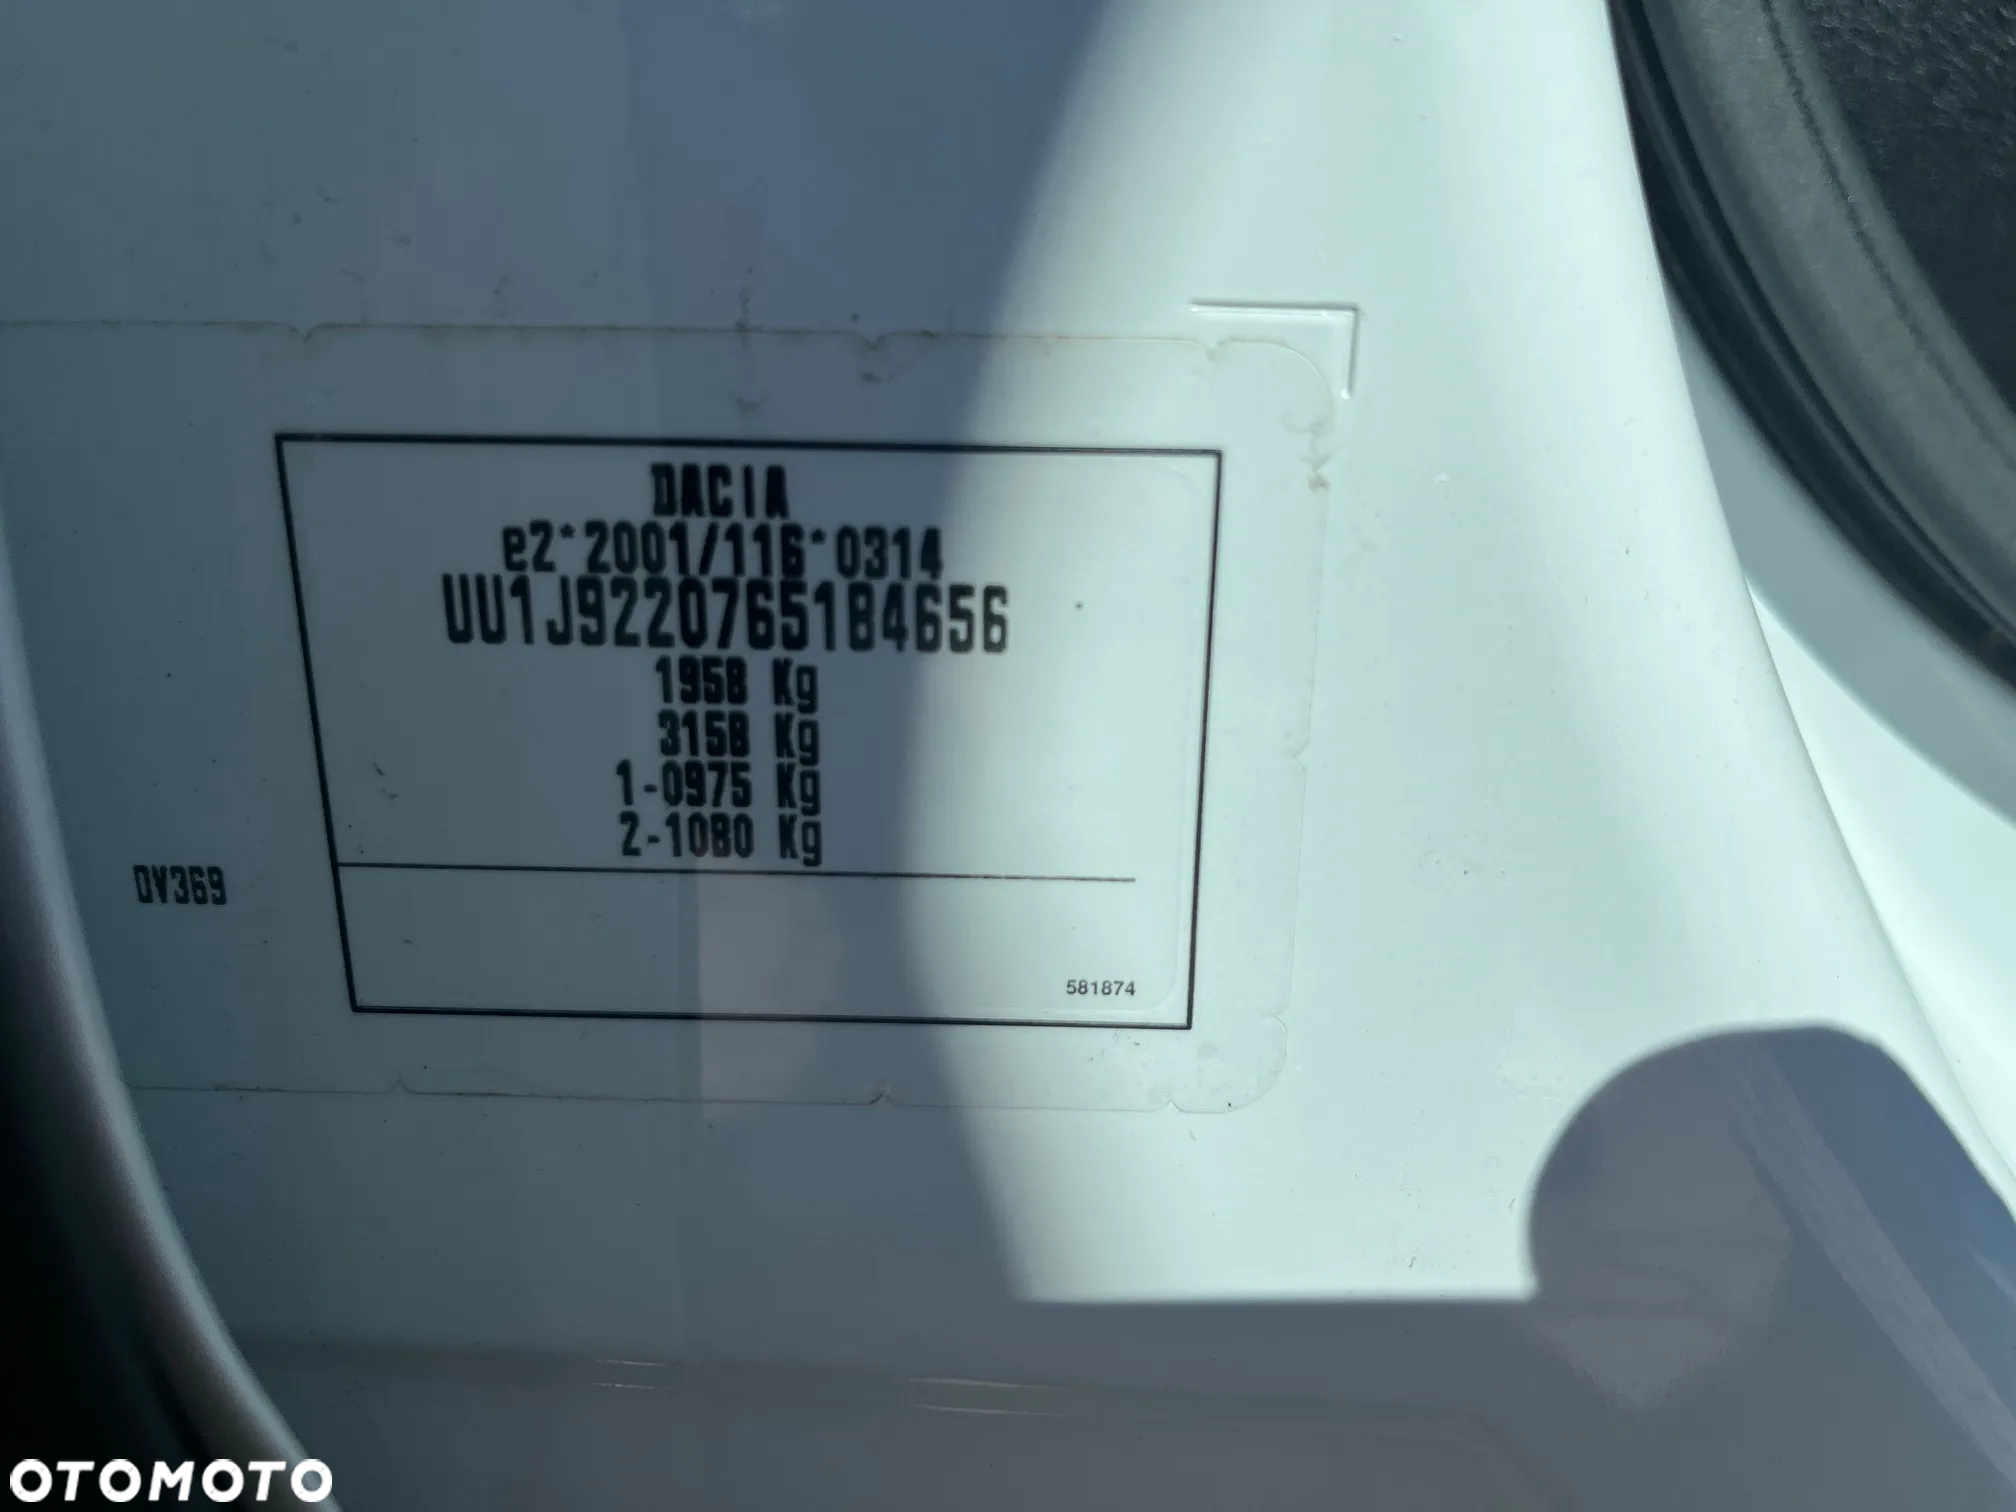 DACIA
e2*2001/116*0314
UU1J9220765184656
1958 Kg
3158 Kg
1-0975 Kg
2-1080 Kg
DV369
581874
OTOMOTO